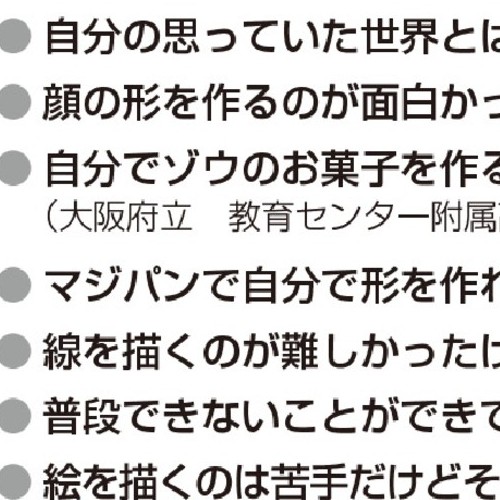 ● 自分の思っていた世界とは
● 顔の形を作るのが面白かっ
● 自分でゾウのお菓子を作る
（大阪府立　教育センター附属
● マジパンで自分で形を作れ
● 線を描くのが難しかったけ
● 普段できないことができて
● 絵を描くのは苦手だけどそ